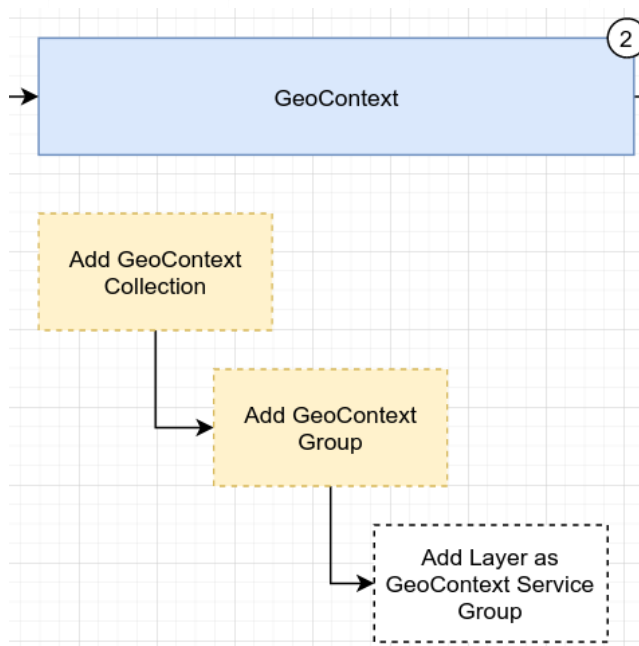 2
GeoContext
Add GeoContext
Collection
Add GeoContext
Group
Add Layer as
GeoContext Service
Group